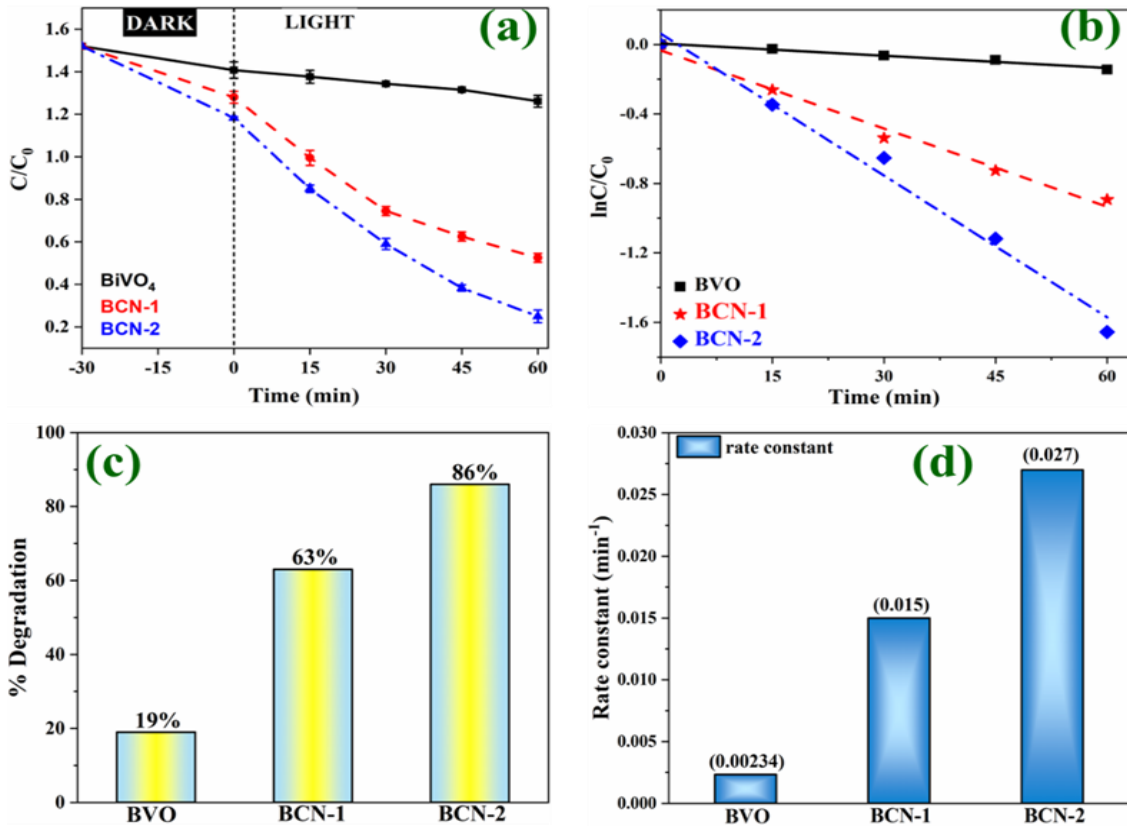 DARK LIGHT (a)
1.6
1.4
1.2
1.0
0.8
0.6
0.4
0.2
C/C₀
BiVO₄
BCN-1
BCN-2
-30 -15 0 15 30 45 60
Time (min)
(b)
0.0
-0.4
-0.8
-1.2
-1.6
lnC/C₀
BVO
BCN-1
BCN-2
0 15 30 45 60
Time (min)
(c)
100
80
60
40
20
0
% Degradation
19%
63%
86%
BVO BCN-1 BCN-2
rate constant
(d)
0.030
0.025
0.020
0.015
0.010
0.005
0.000
Rate constant (min⁻¹)
(0.00234)
(0.015)
(0.027)
BVO BCN-1 BCN-2